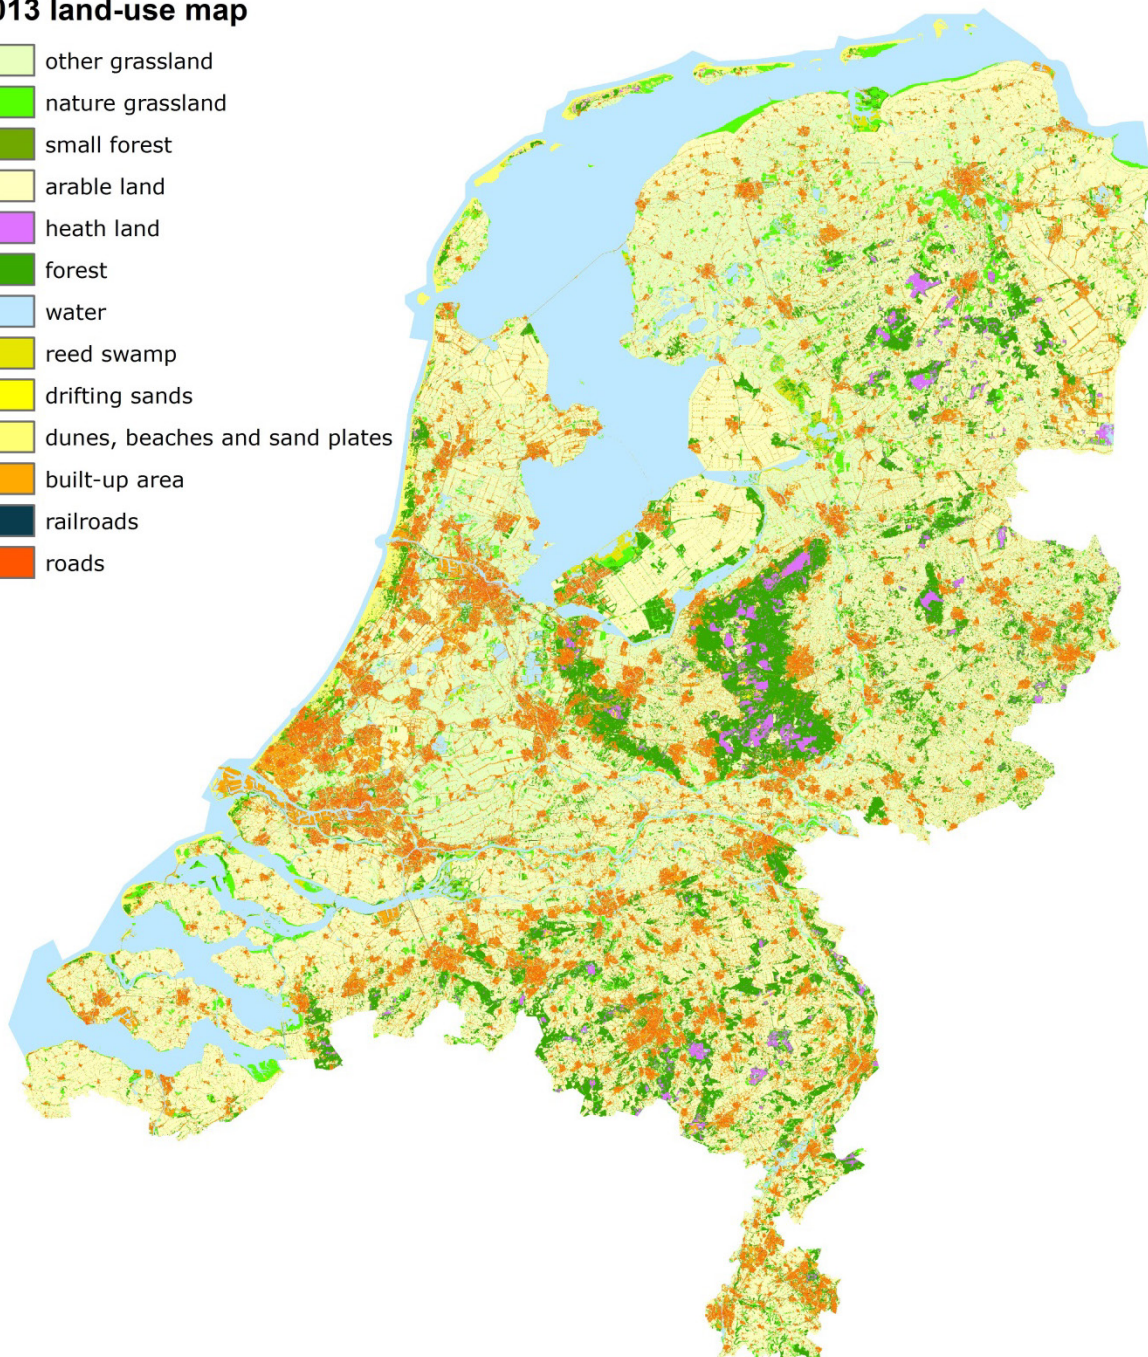 013 land-use map
other grassland
nature grassland
small forest
arable land
heath land
forest
water
reed swamp
drifting sands
dunes, beaches and sand plates
built-up area
railroads
roads